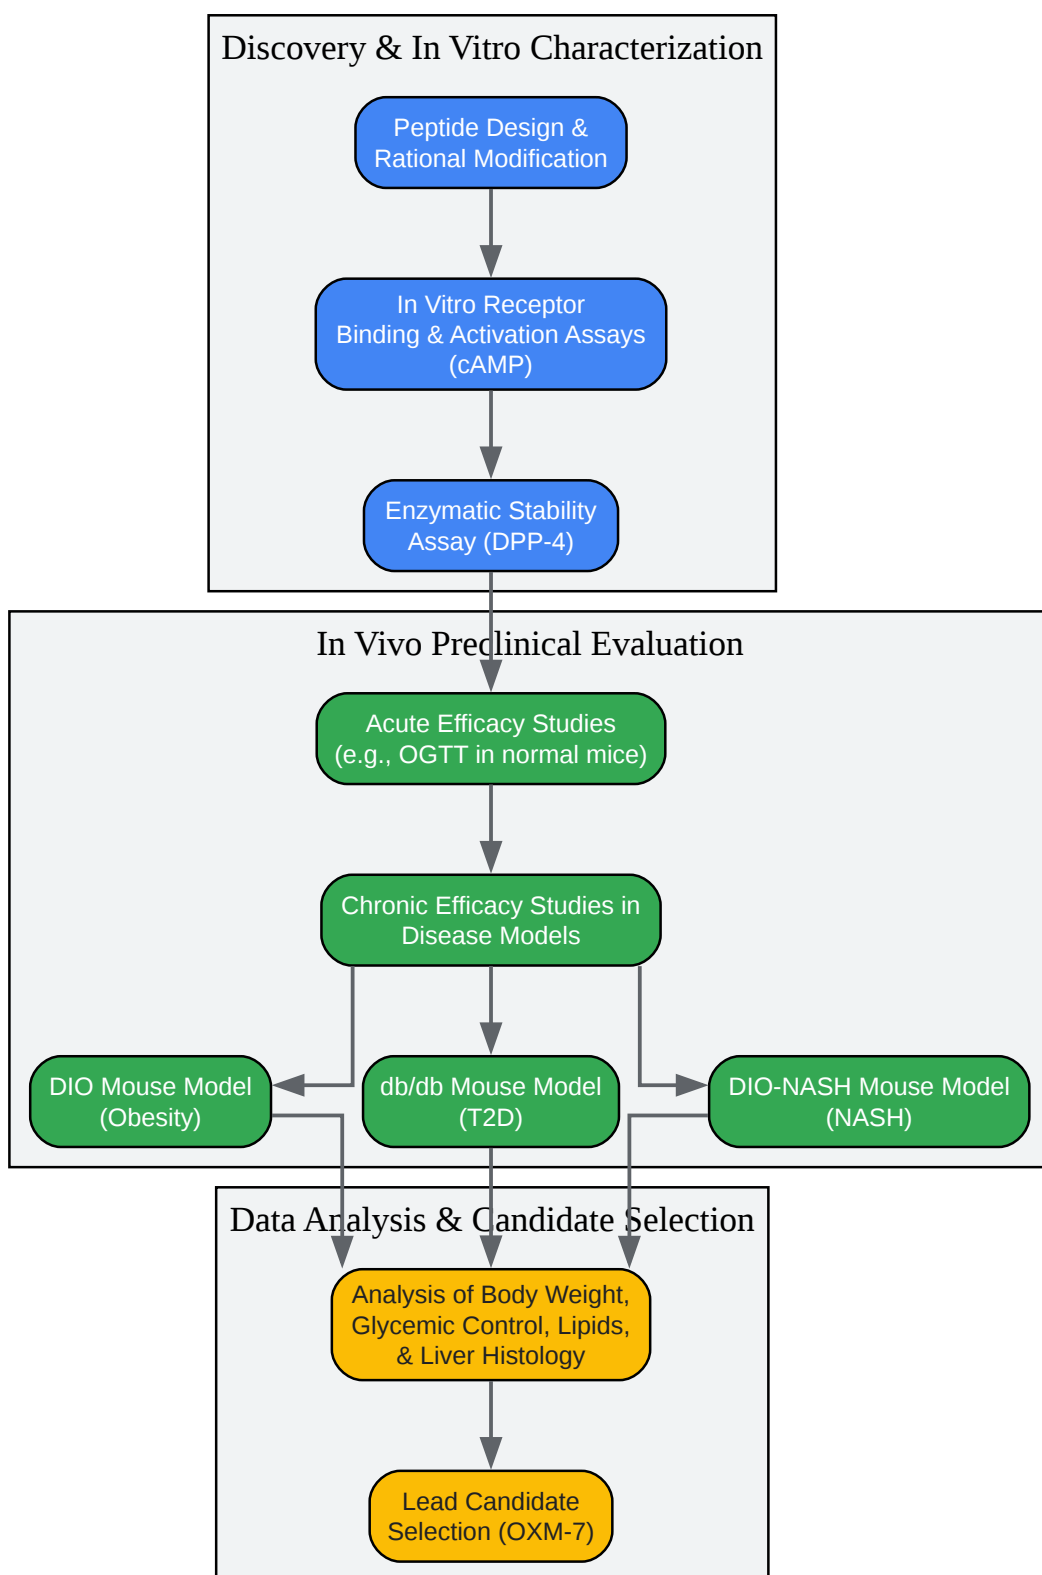 Discovery & In Vitro Characterization
Peptide Design &
Rational Modification
In Vitro Receptor
Binding & Activation Assays
(cAMP)
Enzymatic Stability
Assay (DPP-4)
In Vivo Preclinical Evaluation
Acute Efficacy Studies
(e.g., OGTT in normal mice)
Chronic Efficacy Studies in
Disease Models
DIO Mouse Model
(Obesity)
db/db Mouse Model
(T2D)
DIO-NASH Mouse Model
(NASH)
Data Analysis & Candidate Selection
Analysis of Body Weight,
Glycemic Control, Lipids,
& Liver Histology
Lead Candidate
Selection (OXM-7)